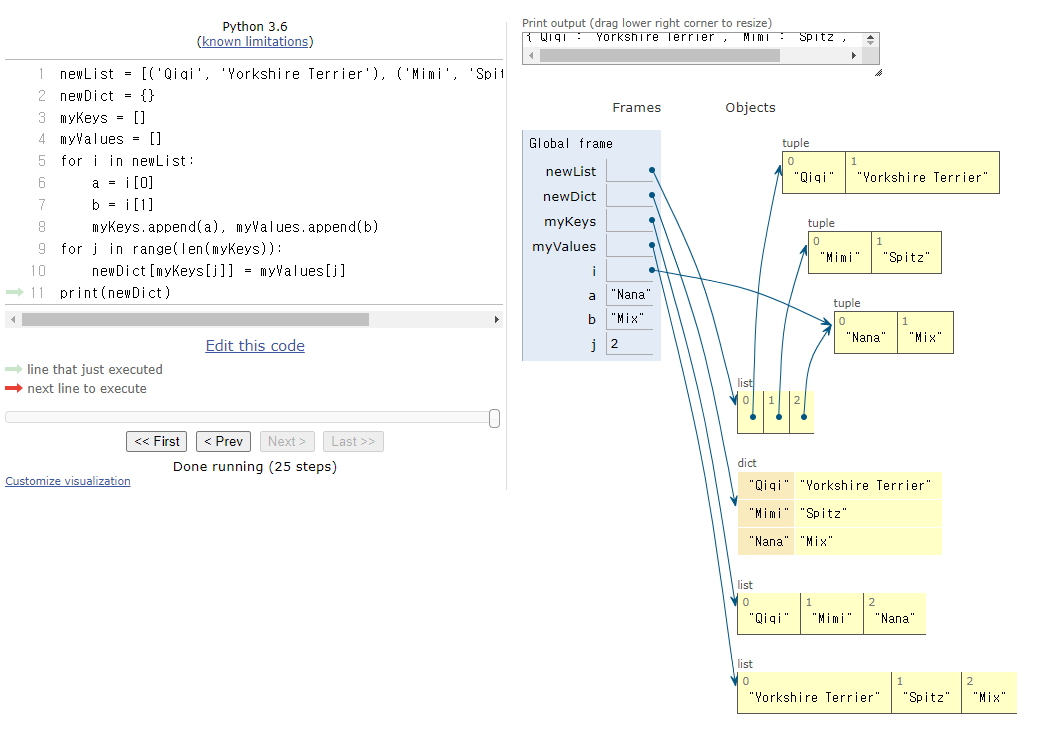 Python 3.6
(known limitations)
1 newList = [('Qiqi', 'Yorkshire Terrier'), ('Mimi', 'Spit
2 newDict = {}
3 myKeys = []
4 myValues = []
5 for i in newList:
6 a = i[0]
7 b = i[1]
8 myKeys.append(a), myValues.append(b)
9 for j in range(len(myKeys)):
10 newDict[myKeys[j]] = myValues[j]
11 print(newDict)
Edit this code
line that just executed
next line to execute
<< First < Prev Next > Last >>
Done running (25 steps)
Customize visualization
Print output (drag lower right corner to resize)
{'Qiqi': 'Yorkshire Terrier', 'Mimi': 'Spitz',
Frames Objects
Global frame
newList
newDict
myKeys
myValues
i
a "Nana"
b "Mix"
j 2
tuple
0 1
"Qiqi" "Yorkshire Terrier"
tuple
0 1
"Mimi" "Spitz"
tuple
0 1
"Nana" "Mix"
list
0 1 2
dict
"Qiqi" "Yorkshire Terrier"
"Mimi" "Spitz"
"Nana" "Mix"
list
0 1 2
"Qiqi" "Mimi" "Nana"
list
0 1 2
"Yorkshire Terrier" "Spitz" "Mix"